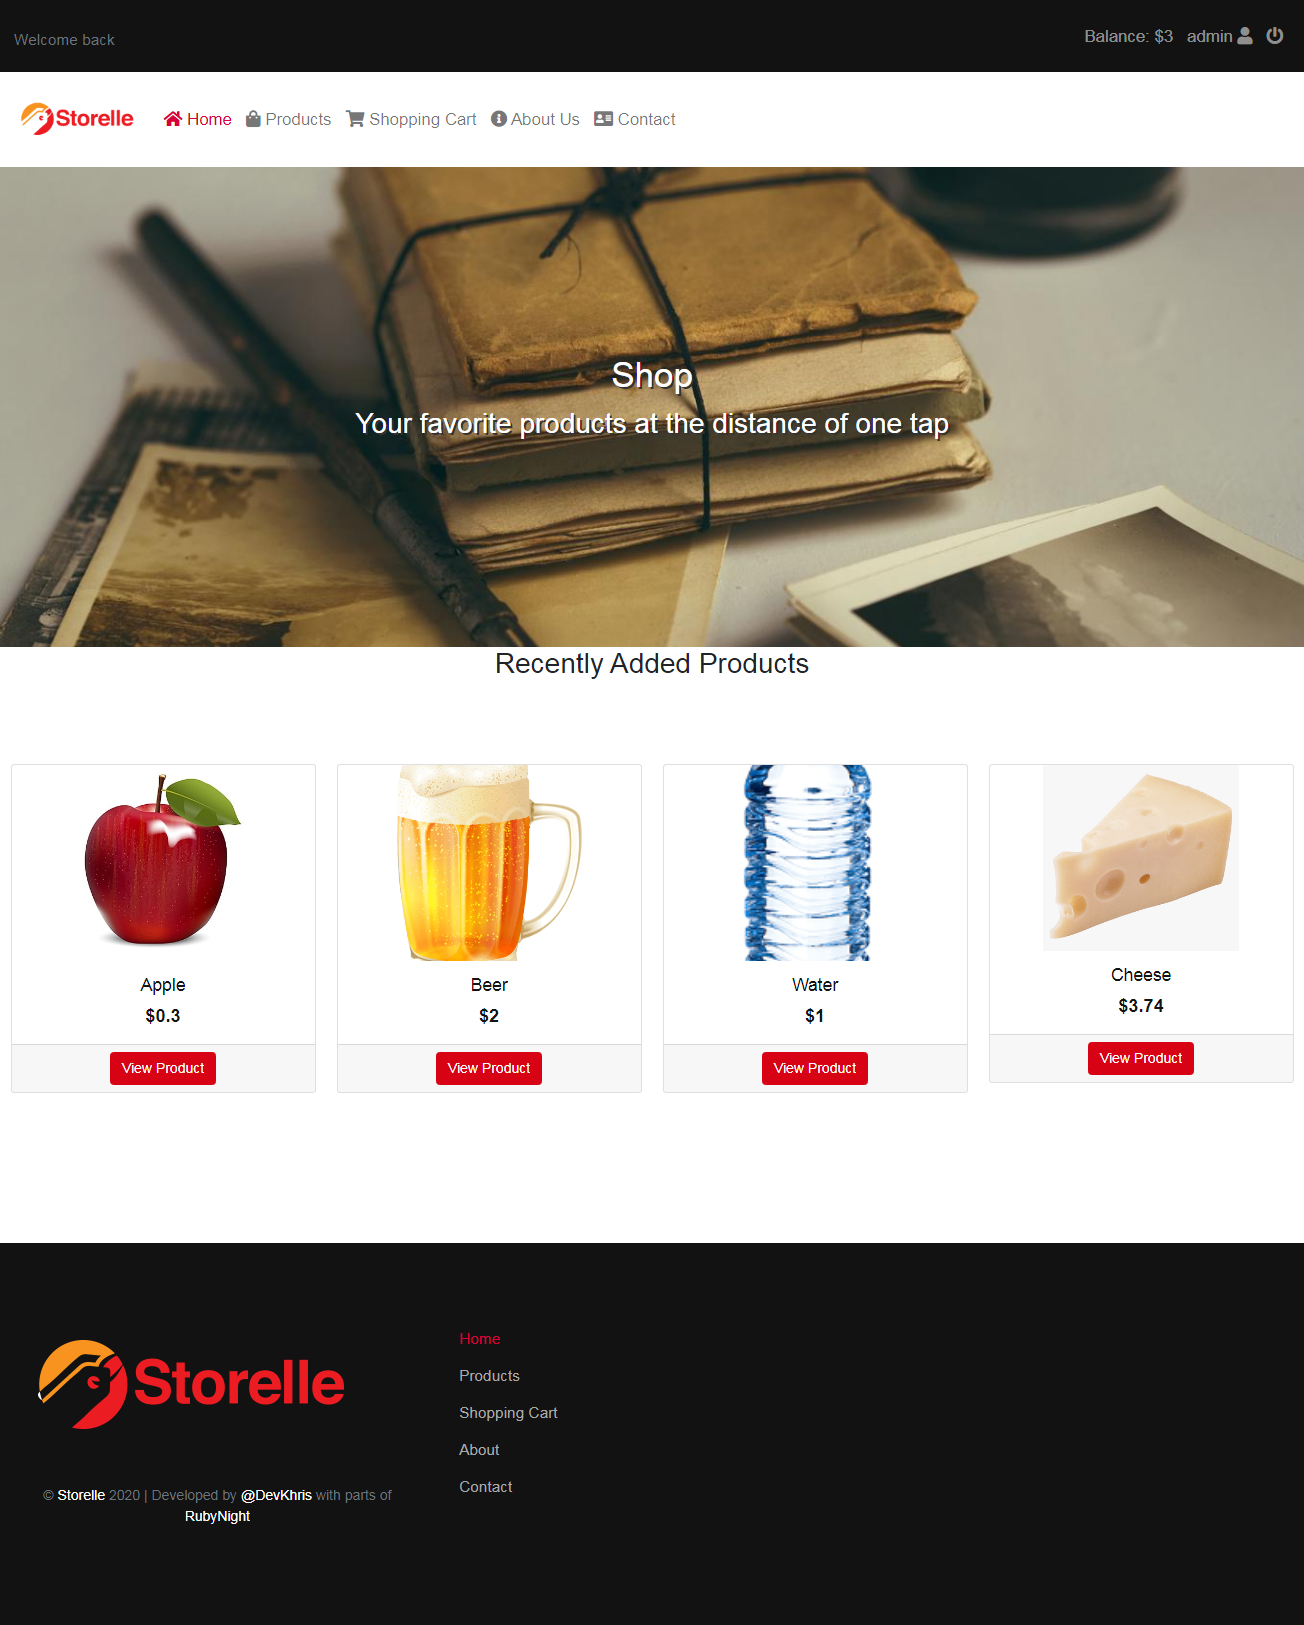 Welcome back
Balance: $3 admin
Storelle
Home Products Shopping Cart About Us Contact
Shop
Your favorite products at the distance of one tap
Recently Added Products
Apple
$0.3
View Product
Beer
$2
View Product
Water
$1
View Product
Cheese
$3.74
View Product
Storelle
© Storelle 2020 | Developed by @DevKhris with parts of
RubyNight
Home
Products
Shopping Cart
About
Contact